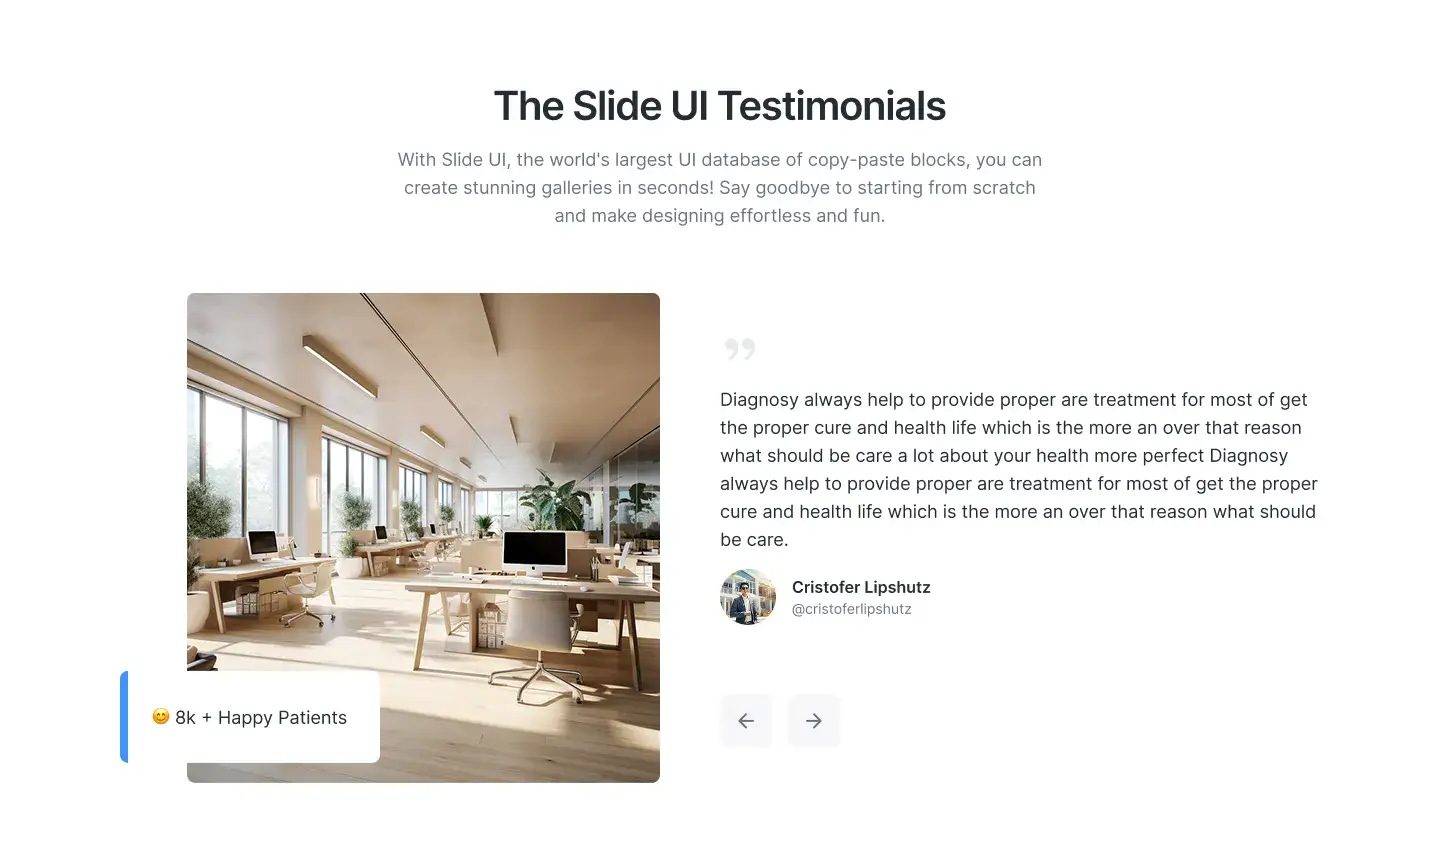 The Slide UI Testimonials
With Slide UI, the world's largest UI database of copy-paste blocks, you can
create stunning galleries in seconds! Say goodbye to starting from scratch
and make designing effortless and fun.
Diagnosy always help to provide proper are treatment for most of get
the proper cure and health life which is the more an over that reason
what should be care a lot about your health more perfect Diagnosy
always help to provide proper are treatment for most of get the proper
cure and health life which is the more an over that reason what should
be care.
Cristofer Lipshutz
@cristoferlipshutz
😊 8k + Happy Patients